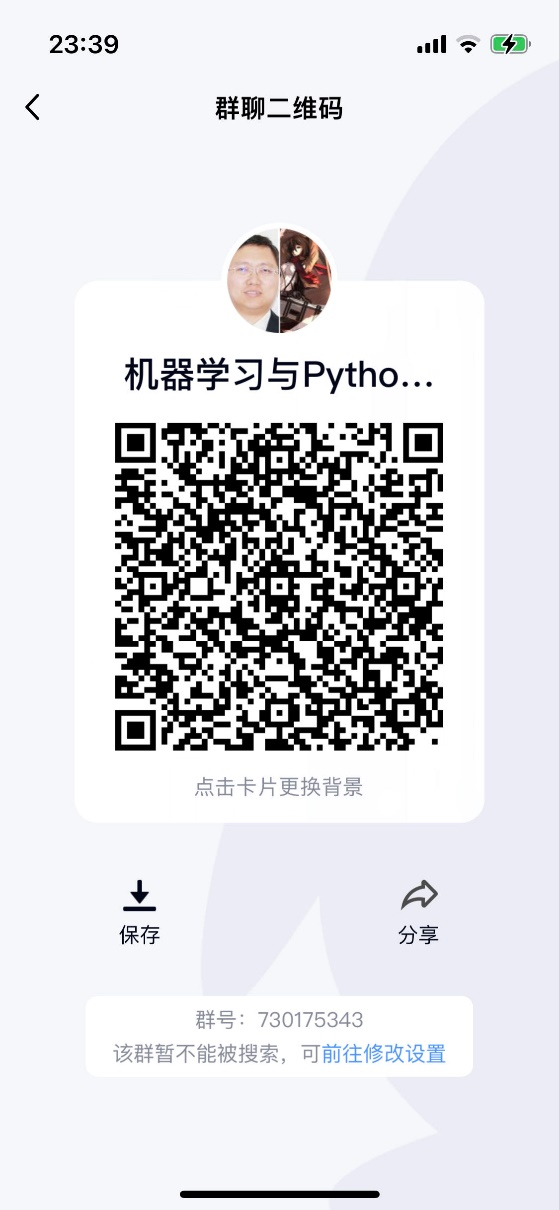 23:39
群聊二维码
机器学习与Pytho...
点击卡片更换背景
保存
分享
群号：730175343
该群暂不能被搜索，可前往修改设置